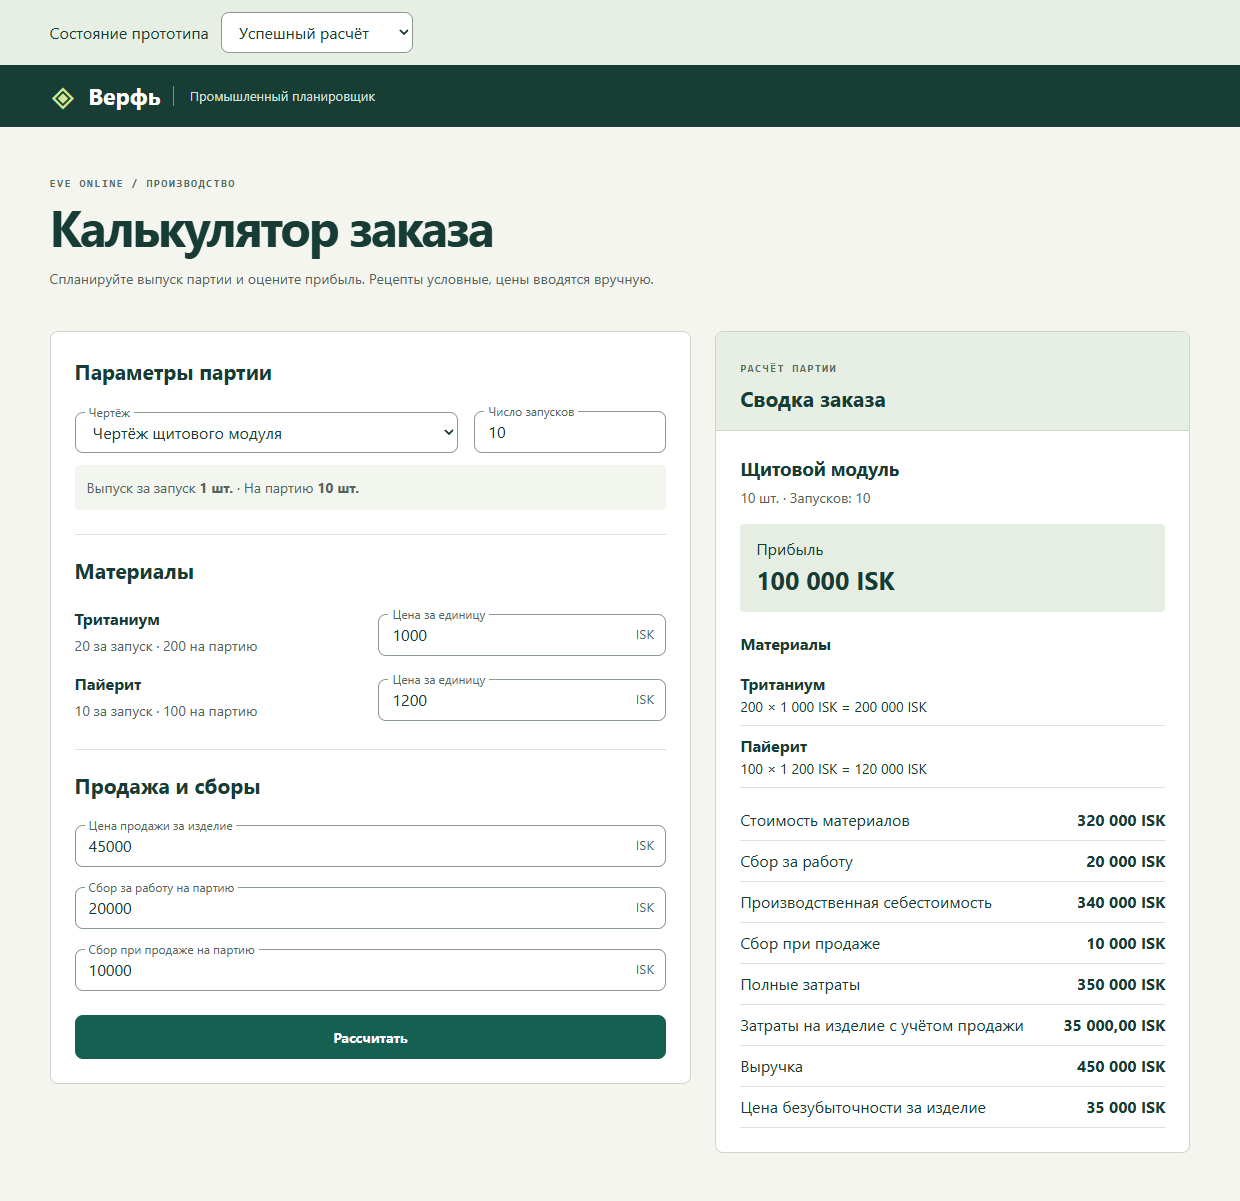 Состояние прототипа
Успешный расчёт
Верфь
Промышленный планировщик
EVE ONLINE / ПРОИЗВОДСТВО
Калькулятор заказа
Спланируйте выпуск партии и оцените прибыль. Рецепты условные, цены вводятся вручную.
Параметры партии
Чертёж
Чертёж щитового модуля
Число запусков
10
Выпуск за запуск 1 шт. · На партию 10 шт.
Материалы
Тританиум
20 за запуск · 200 на партию
Цена за единицу
1000 ISK
Пайерит
10 за запуск · 100 на партию
Цена за единицу
1200 ISK
Продажа и сборы
Цена продажи за изделие
45000 ISK
Сбор за работу на партию
20000 ISK
Сбор при продаже на партию
10000 ISK
Рассчитать
РАСЧЁТ ПАРТИИ
Сводка заказа
Щитовой модуль
10 шт. · Запусков: 10
Прибыль
100 000 ISK
Материалы
Тританиум
200 × 1 000 ISK = 200 000 ISK
Пайерит
100 × 1 200 ISK = 120 000 ISK
Стоимость материалов 320 000 ISK
Сбор за работу 20 000 ISK
Производственная себестоимость 340 000 ISK
Сбор при продаже 10 000 ISK
Полные затраты 350 000 ISK
Затраты на изделие с учётом продажи 35 000,00 ISK
Выручка 450 000 ISK
Цена безубыточности за изделие 35 000 ISK